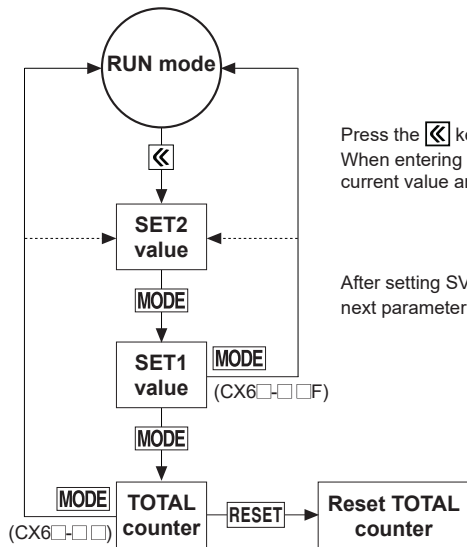 RUN mode
Press the ke
When entering
current value an
SET2
value
MODE
After setting SV
next parameter
SET1
value
MODE
(CX6□-□□F)
MODE
MODE
(CX6□-□□)
TOTAL
counter
RESET
Reset TOTAL
counter